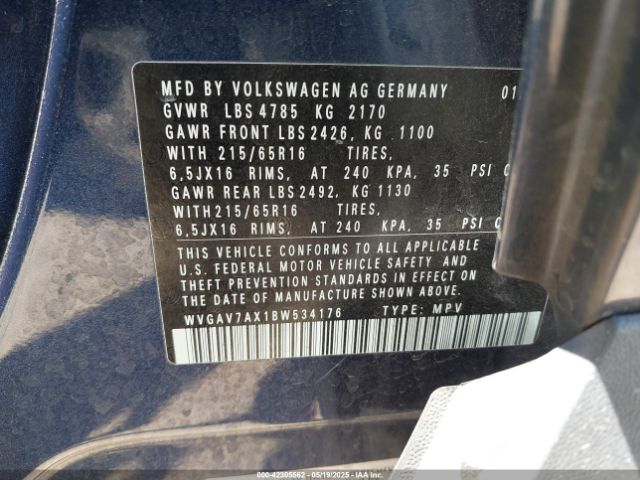 MFD BY VOLKSWAGEN AG GERMANY 01
GVWR LBS 4785 KG 2170
GAWR FRONT LBS 2426, KG 1100
WITH 215/65R16 TIRES,
6,5JX16 RIMS, AT 240 KPA, 35 PSI
GAWR REAR LBS 2492, KG 1130
WITH215/65R16 TIRES,
6,5JX16 RIMS, AT 240 KPA, 35 PSI
THIS VEHICLE CONFORMS TO ALL APPLICABLE
U.S. FEDERAL MOTOR VEHICLE SAFETY AND
THEFT PREVENTION STANDARDS IN EFFECT ON
THE DATE OF MANUFACTURE SHOWN ABOVE.
WVGAV7AX1BW534176 TYPE: MPV
000-42305562 - 05/19/2025 - IAAI.COM